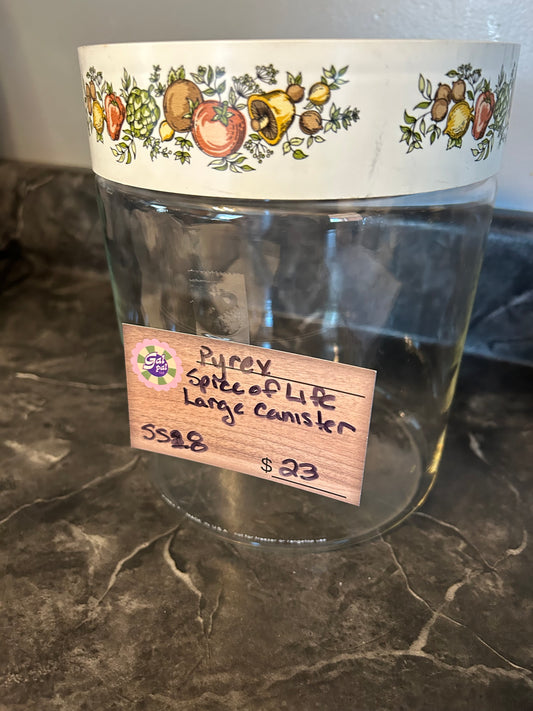 Gal
pal
Pyrex
Spice of Life
Large Canister
SS28
$ 23